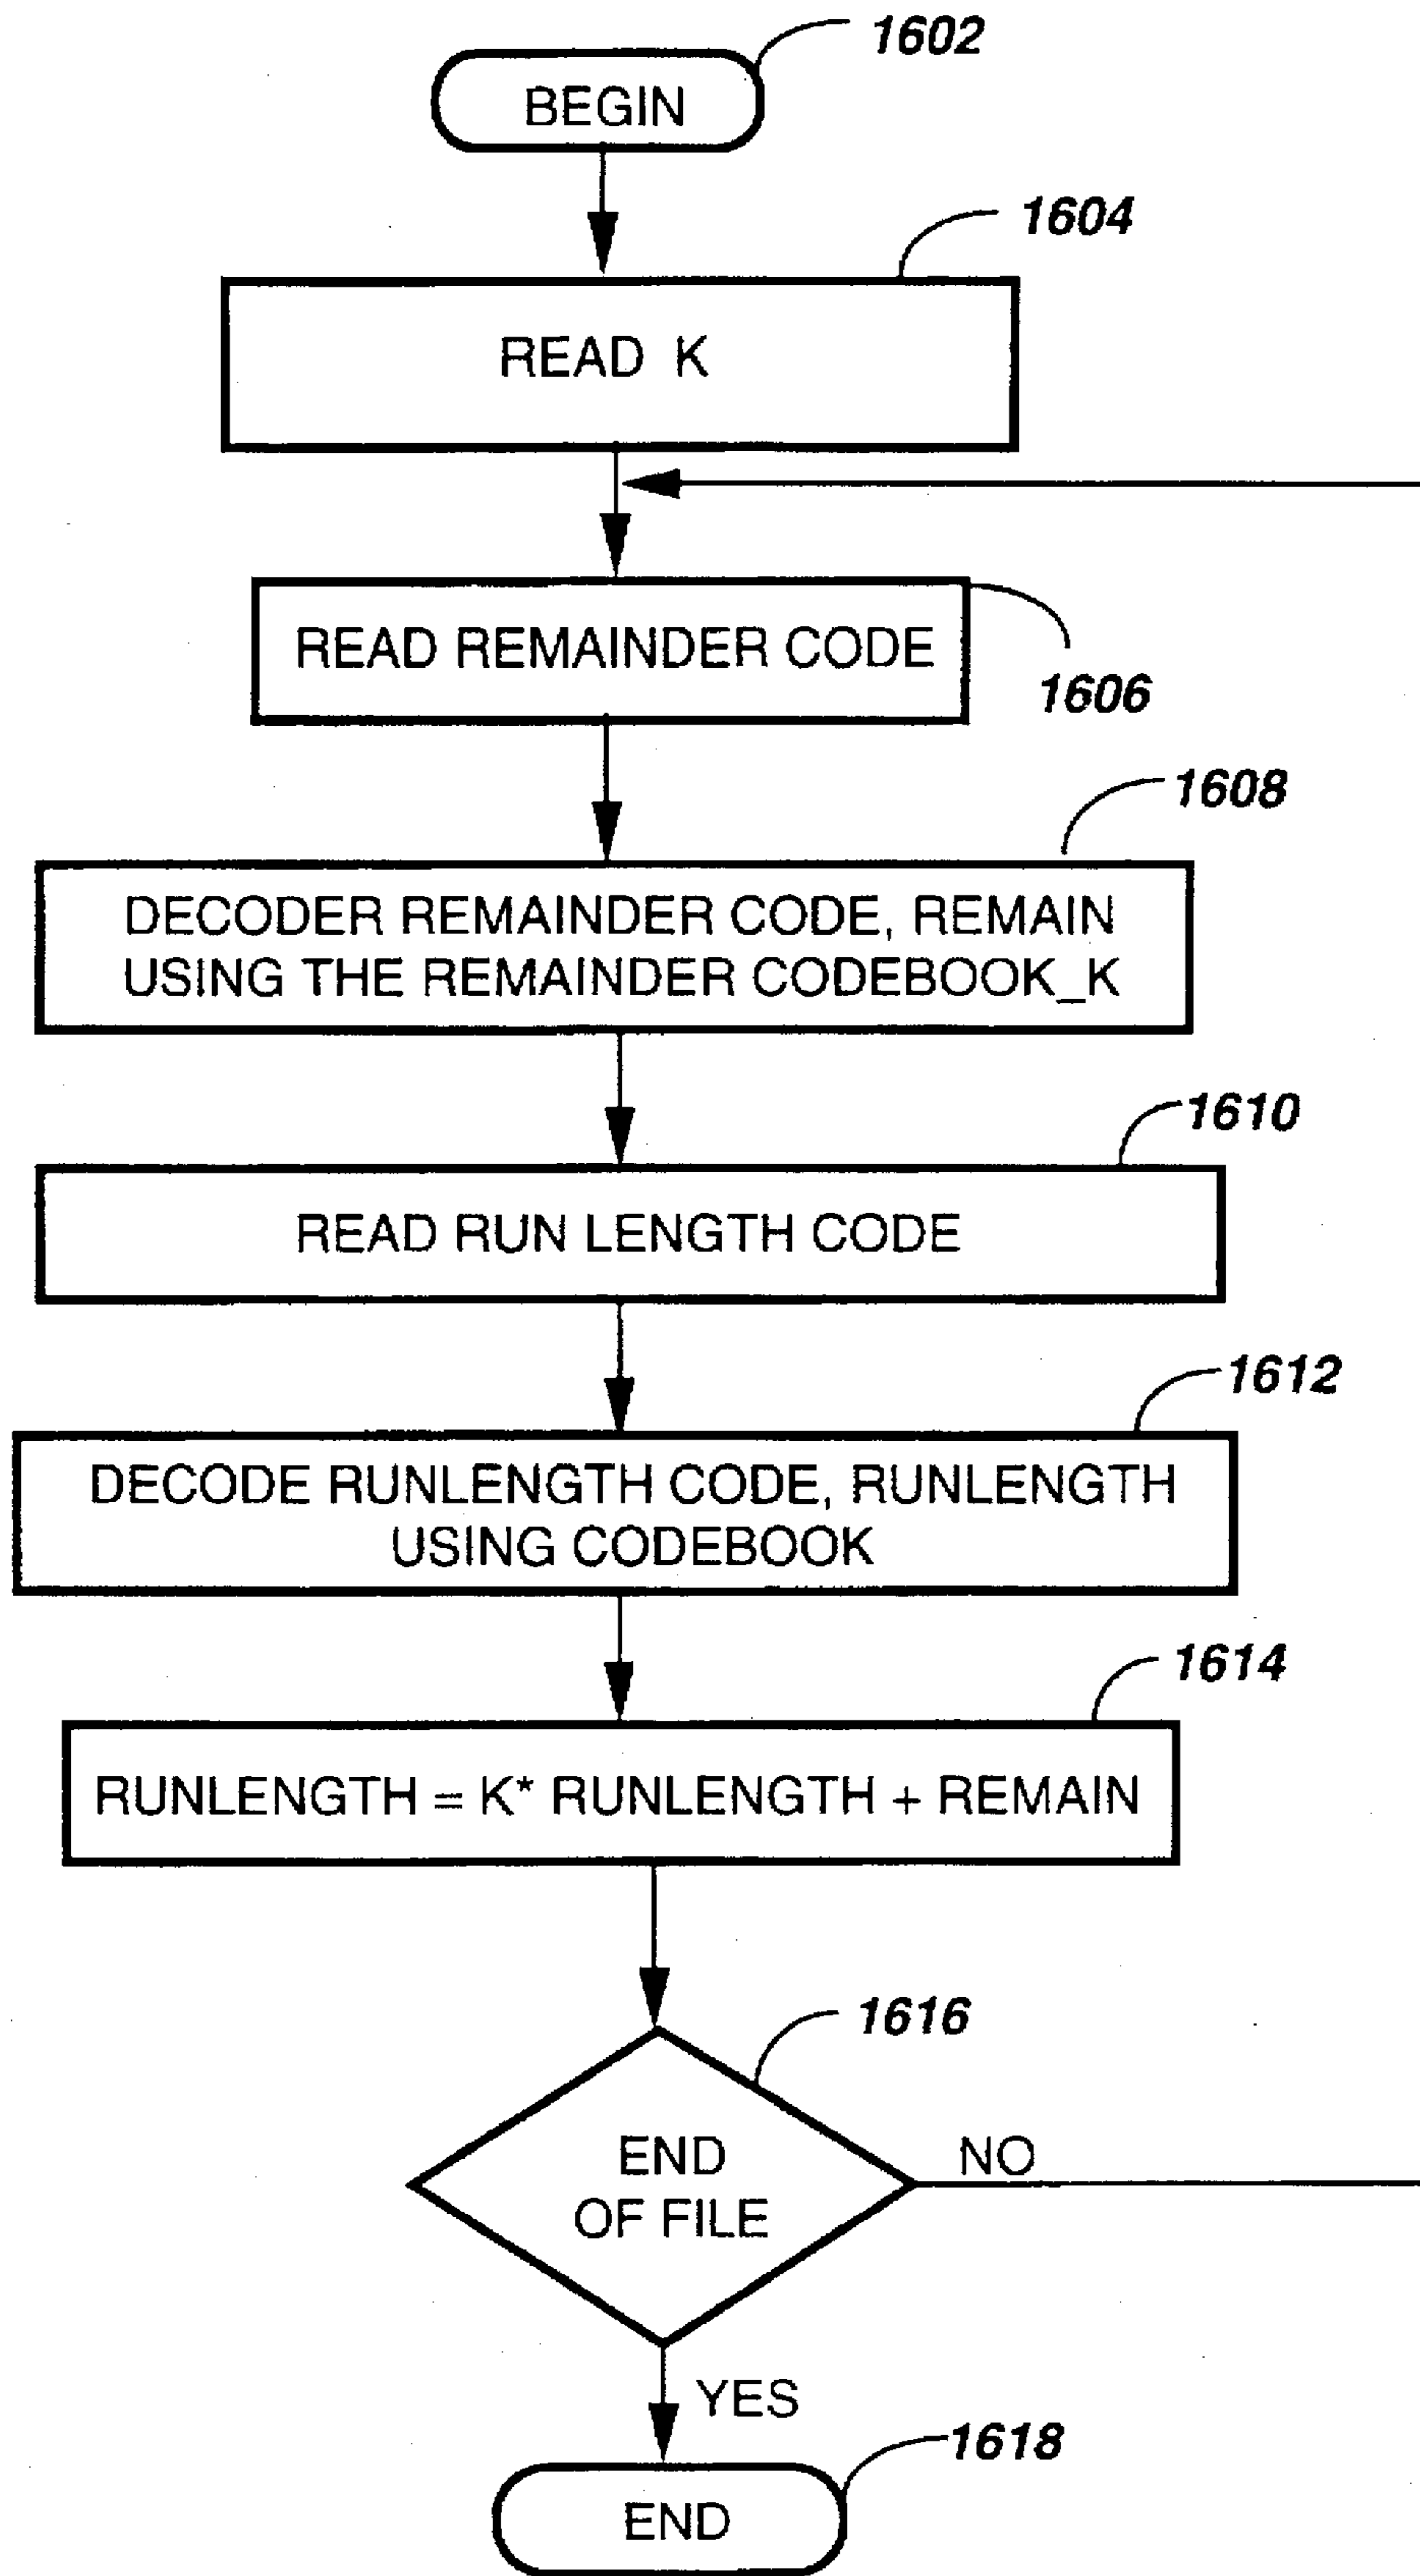 1602
BEGIN
1604
READ K
READ REMAINDER CODE
1606
1608
DECODER REMAINDER CODE, REMAIN
USING THE REMAINDER CODEBOOK_K
1610
READ RUN LENGTH CODE
1612
DECODE RUNLENGTH CODE, RUNLENGTH
USING CODEBOOK
1614
RUNLENGTH = K* RUNLENGTH + REMAIN
1616
END
OF FILE
NO
YES
1618
END